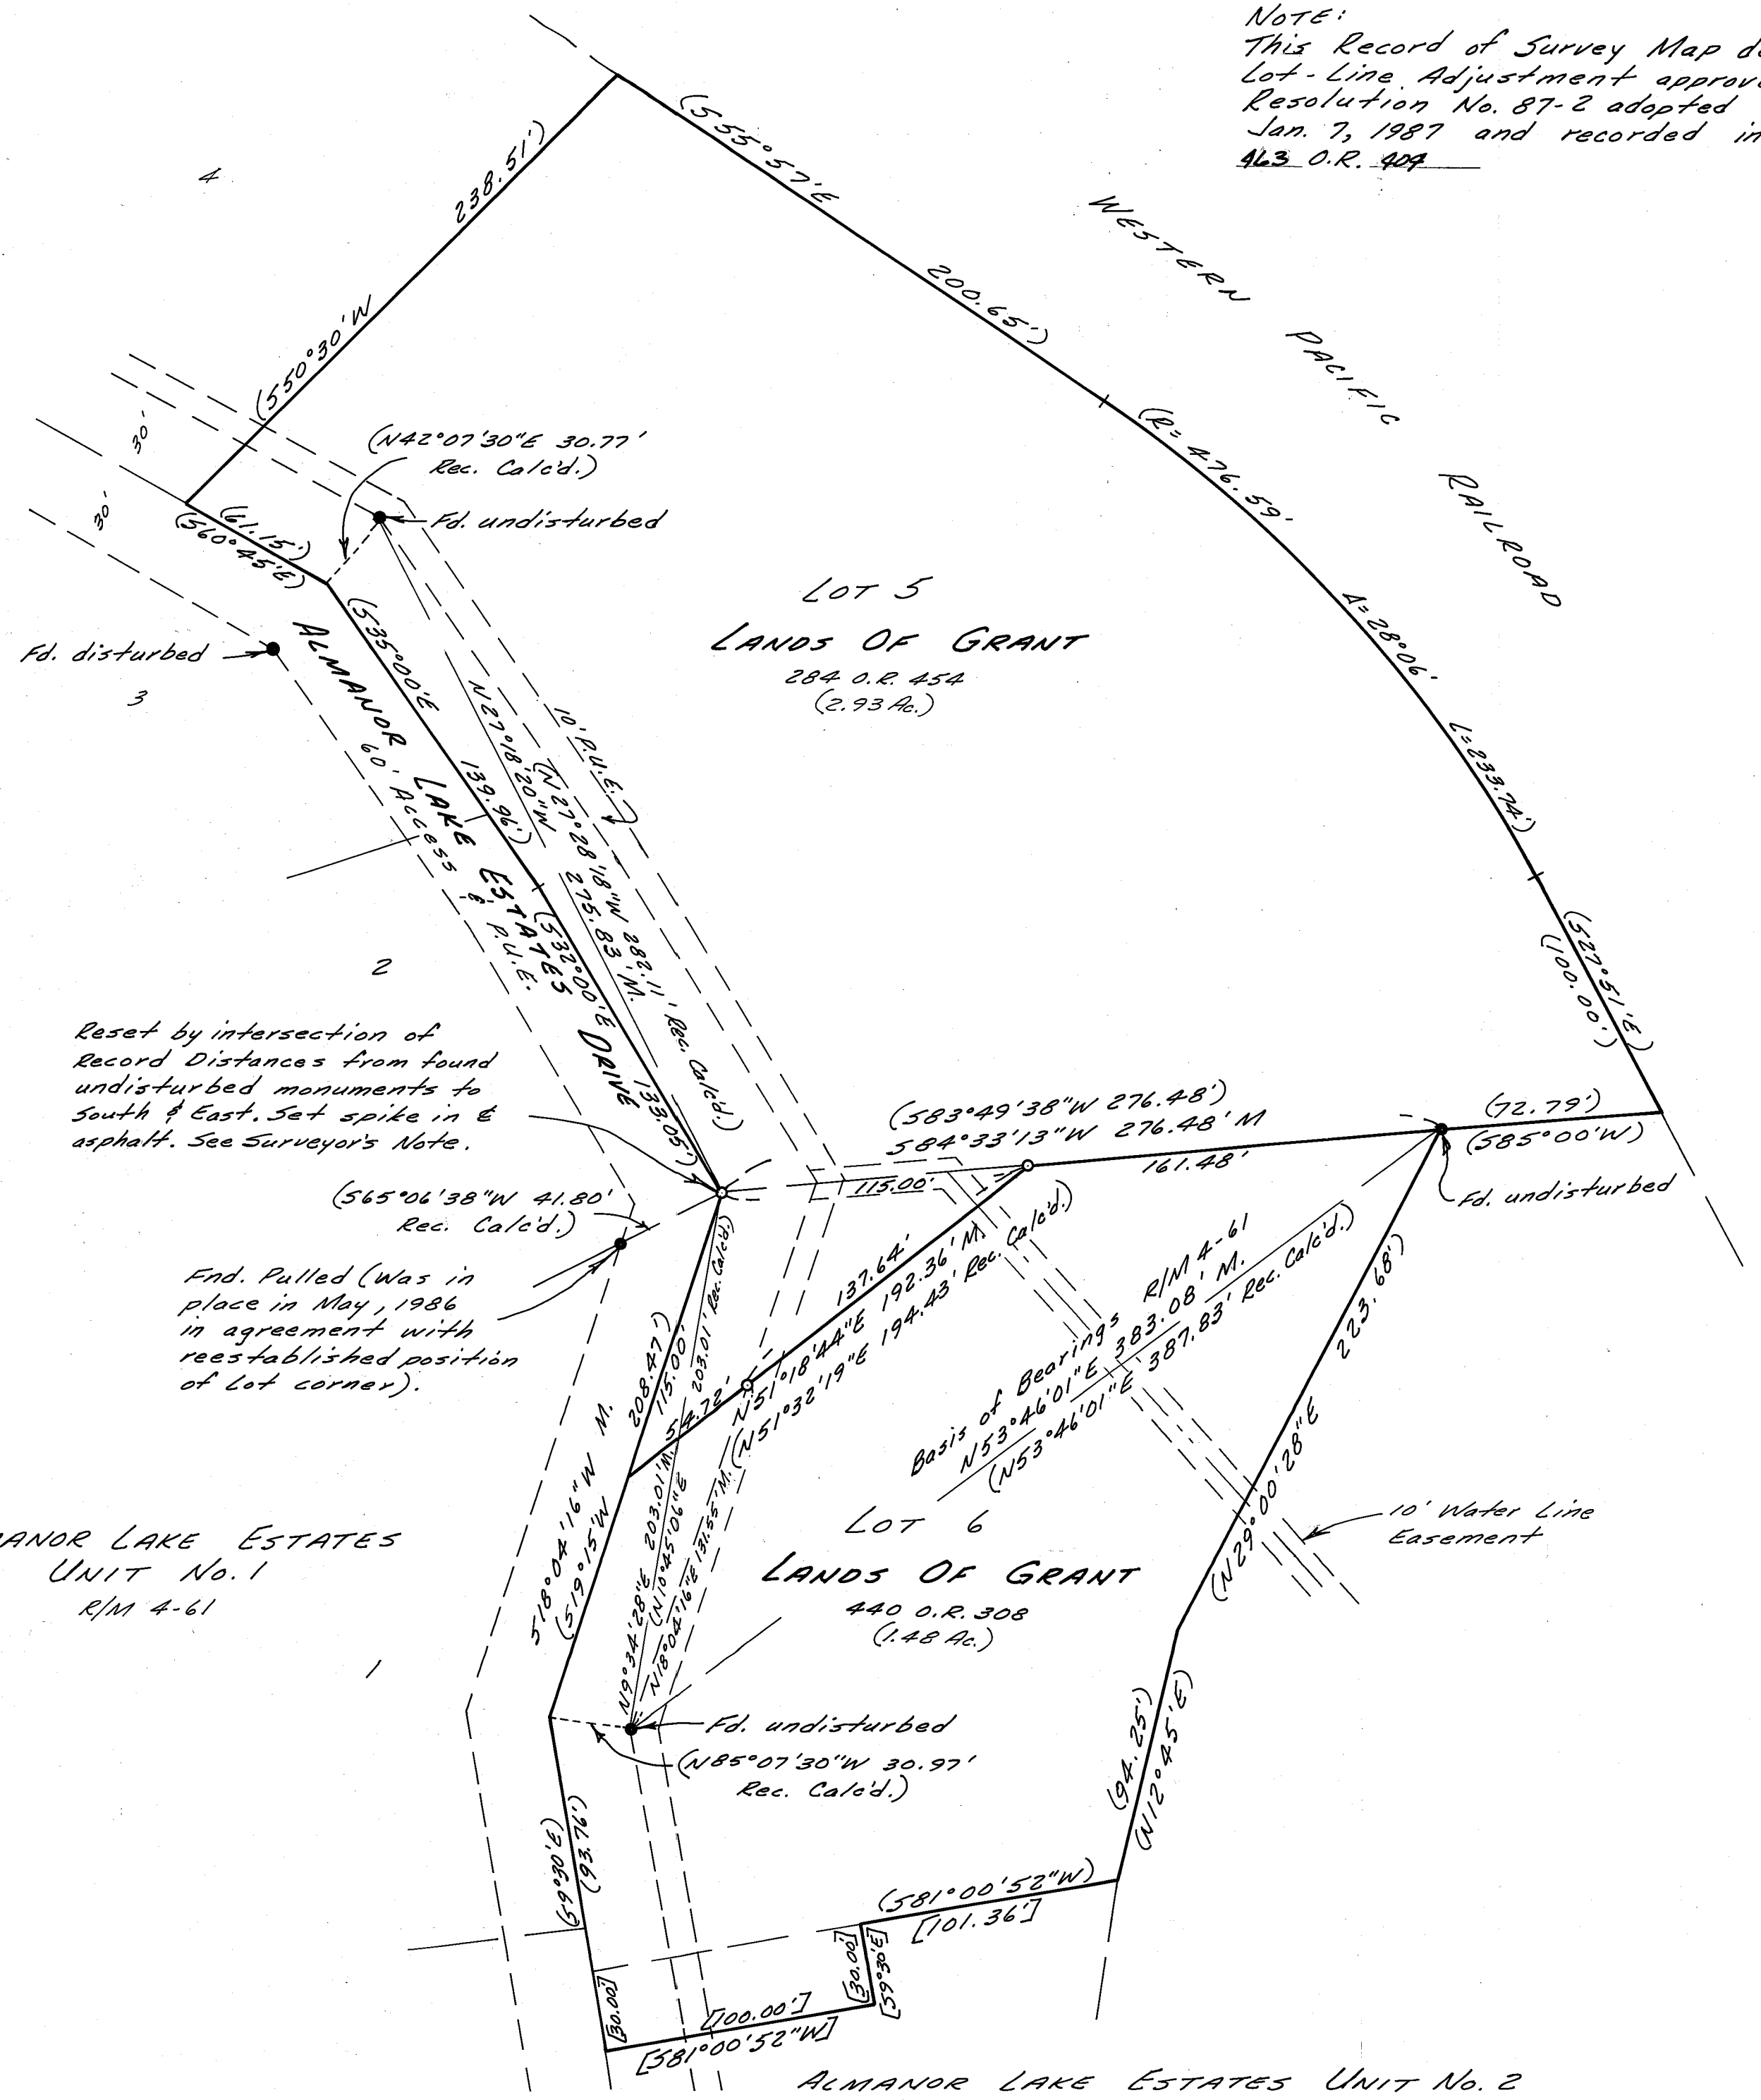 NOTE:
This Record of Survey Map d
Lot-Line Adjustment approv
Resolution No. 87-2 adopted
Jan. 7, 1987 and recorded in
463 O.R. 404
WESTERN PACIFIC RAILROAD
4
238.51')
(S50°30'W
(S55°57'E
200.65')
(R=476.59'
Δ=28°06'
L=233.74')
(S27°51'E)
(100.00')
30'
30'
(N42°07'30"E 30.77'
Rec. Calc'd.)
Fd. undisturbed
(61.15')
(S60°45'E)
Fd. disturbed
3
LOT 5
LANDS OF GRANT
284 O.R. 454
(2.93 Ac.)
(S35°00'E
139.96')
ALMANOR LAKE ESTATES DRIVE
60' ACCESS & P.U.E.
N27°18'20"W
275.83' M.
(N27°28'18"W 282.11' Rec. Calc'd.)
10' P.U.E.
(S32°00'E
133.05')
2
Reset by intersection of
Record Distances from found
undisturbed monuments to
South & East. Set spike in ₵
asphalt. See Surveyor's Note.
(S83°49'38"W 276.48')
S84°33'13"W 276.48' M
161.48'
115.00'
(72.79')
(S85°00'W)
Fd. undisturbed
(S65°06'38"W 41.80'
Rec. Calc'd.)
Fnd. Pulled (Was in
place in May, 1986
in agreement with
reestablished position
of Lot corner).
137.64'
54.72'
N51°18'44"E 192.36' M.
(N51°32'19"E 194.43' Rec. Calc'd.)
208.47')
115.00'
203.01' Rec. Calc'd)
S18°04'16"W M.
(S19°15'W
N9°34'28"E 203.01' M.
(N10°45'06"E
N18°04'16"E 131.55' M.
Basis of Bearings R/M 4-61
N53°46'01"E 383.08' M.
(N53°46'01"E 387.83' Rec. Calc'd.)
223.68')
(N29°00'28"E
10' Water Line
Easement
LOT 6
LANDS OF GRANT
440 O.R. 308
(1.48 Ac.)
ANOR LAKE ESTATES
UNIT No. 1
R/M 4-61
1
Fd. undisturbed
(N85°07'30"W 30.97'
Rec. Calc'd.)
(94.25')
(N12°45'E)
(S9°30'E)
(93.76')
(S81°00'52"W)
[101.36']
[30.00']
[S9°30'E]
[30.00']
[100.00']
[S81°00'52"W]
ALMANOR LAKE ESTATES UNIT No. 2